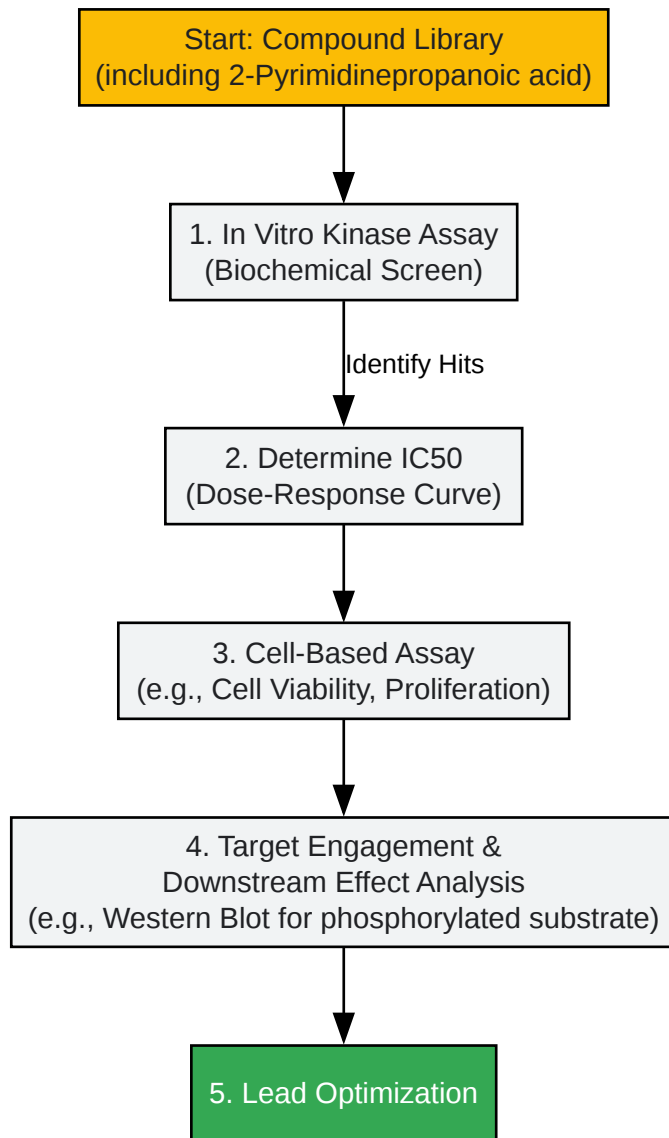 Start: Compound Library
(including 2-Pyrimidinepropanoic acid)
1. In Vitro Kinase Assay
(Biochemical Screen)
Identify Hits
2. Determine IC50
(Dose-Response Curve)
3. Cell-Based Assay
(e.g., Cell Viability, Proliferation)
4. Target Engagement &
Downstream Effect Analysis
(e.g., Western Blot for phosphorylated substrate)
5. Lead Optimization